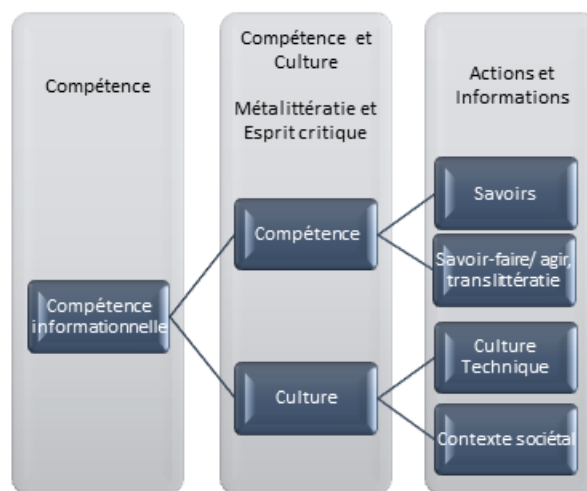 Compétence
Compétence et
Culture
Métalittératie et
Esprit critique
Actions et
Informations
Compétence
informationnelle
Compétence
Culture
Savoirs
Savoir-faire/ agir,
translittératie
Culture
Technique
Contexte sociétal